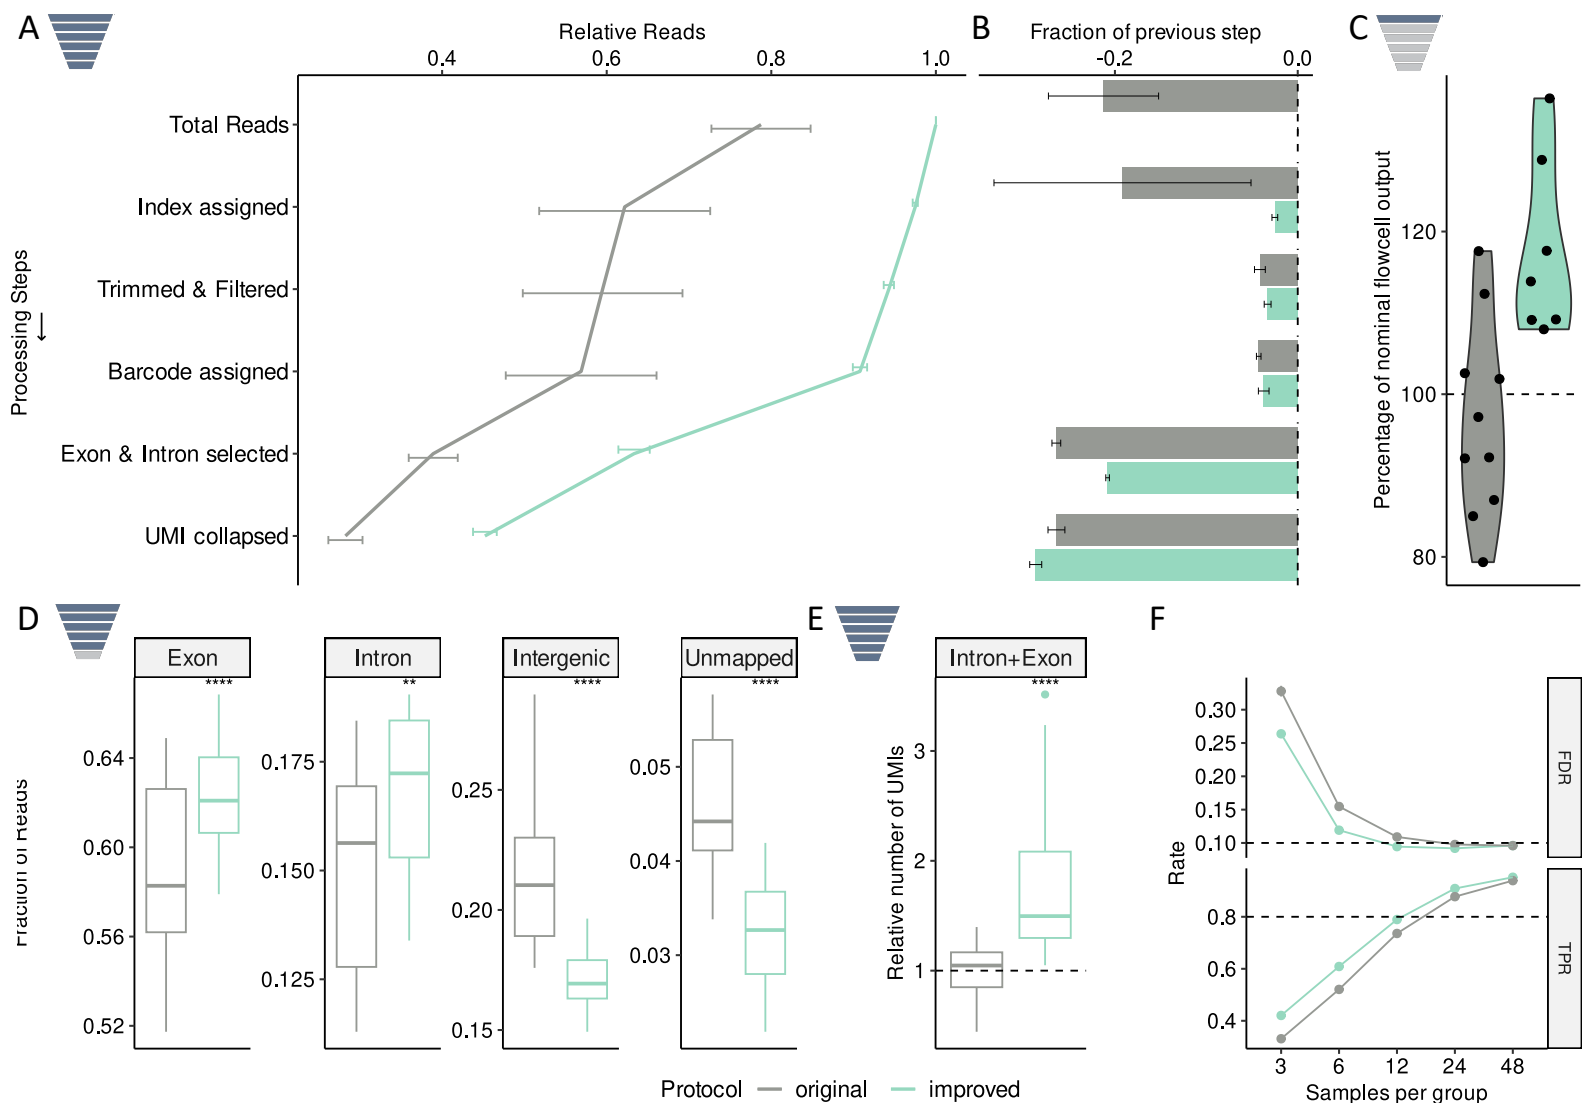 A
Relative Reads
0.4
0.6
0.8
1.0
Total Reads
Index assigned
Trimmed & Filtered
Barcode assigned
Exon & Intron selected
UMI collapsed
Processing Steps
↓
B
Fraction of previous step
-0.2
0.0
C
Percentage of nominal flowcell output
120
100
80
D
Fraction of Reads
Exon
****
0.64
0.60
0.56
0.52
Intron
**
0.175
0.150
0.125
Intergenic
****
0.25
0.20
0.15
Unmapped
****
0.05
0.04
0.03
E
Intron+Exon
****
Relative number of UMIs
3
2
1
F
Rate
0.30
0.25
0.20
0.15
0.10
FDR
0.8
0.6
0.4
TPR
3
6
12
24
48
Samples per group
Protocol
original
improved